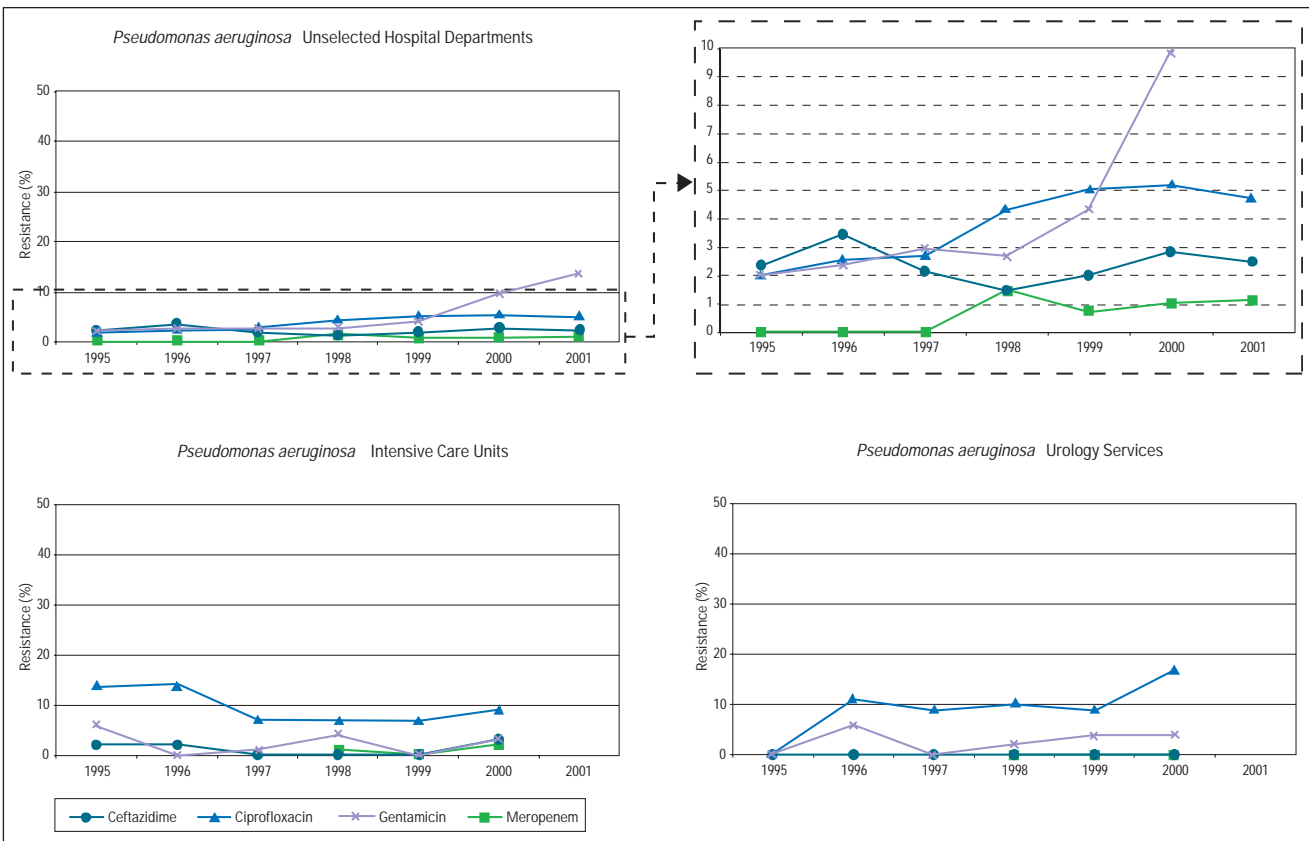 Pseudomonas aeruginosa Unselected Hospital Departments
50
40
30
20
10
0
Resistance (%)
1995 1996 1997 1998 1999 2000 2001
10
9
8
7
6
5
4
3
2
1
0
1995 1996 1997 1998 1999 2000 2001
Pseudomonas aeruginosa Intensive Care Units
50
40
30
20
10
0
Resistance (%)
1995 1996 1997 1998 1999 2000 2001
Pseudomonas aeruginosa Urology Services
50
40
30
20
10
0
Resistance (%)
1995 1996 1997 1998 1999 2000 2001
Ceftazidime Ciprofloxacin Gentamicin Meropenem